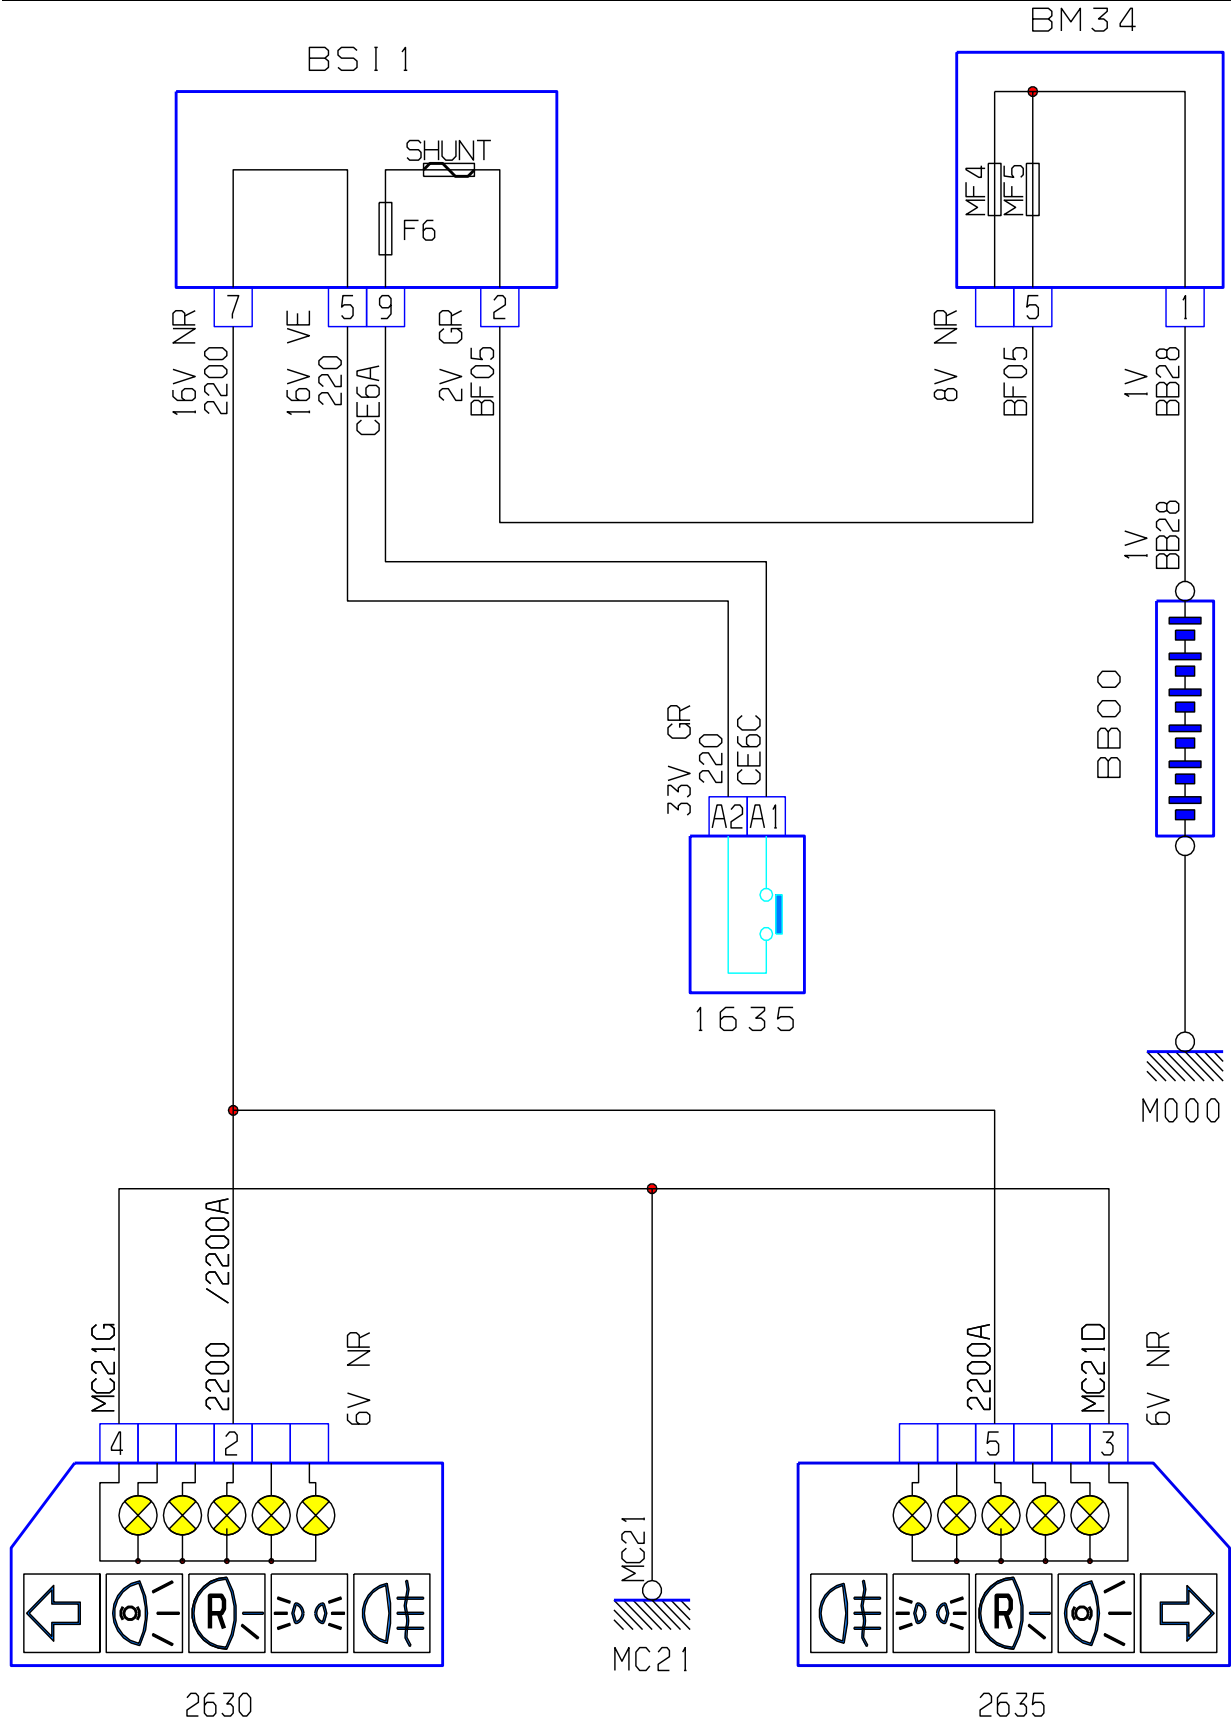 BM34
BSI1
SHUNT
F6
MF4
MF5
7
5
9
2
5
1
16V NR
2200
16V VE
220
CE6A
2V GR
BF05
8V NR
BF05
1V
BB28
1V
BB28
BB00
33V GR
220
CE6C
A2
A1
1635
M000
MC21G
/2200A
2200
6V NR
2200A
MC21D
6V NR
4
2
5
3
MC21
R
R
MC21
2630
2635